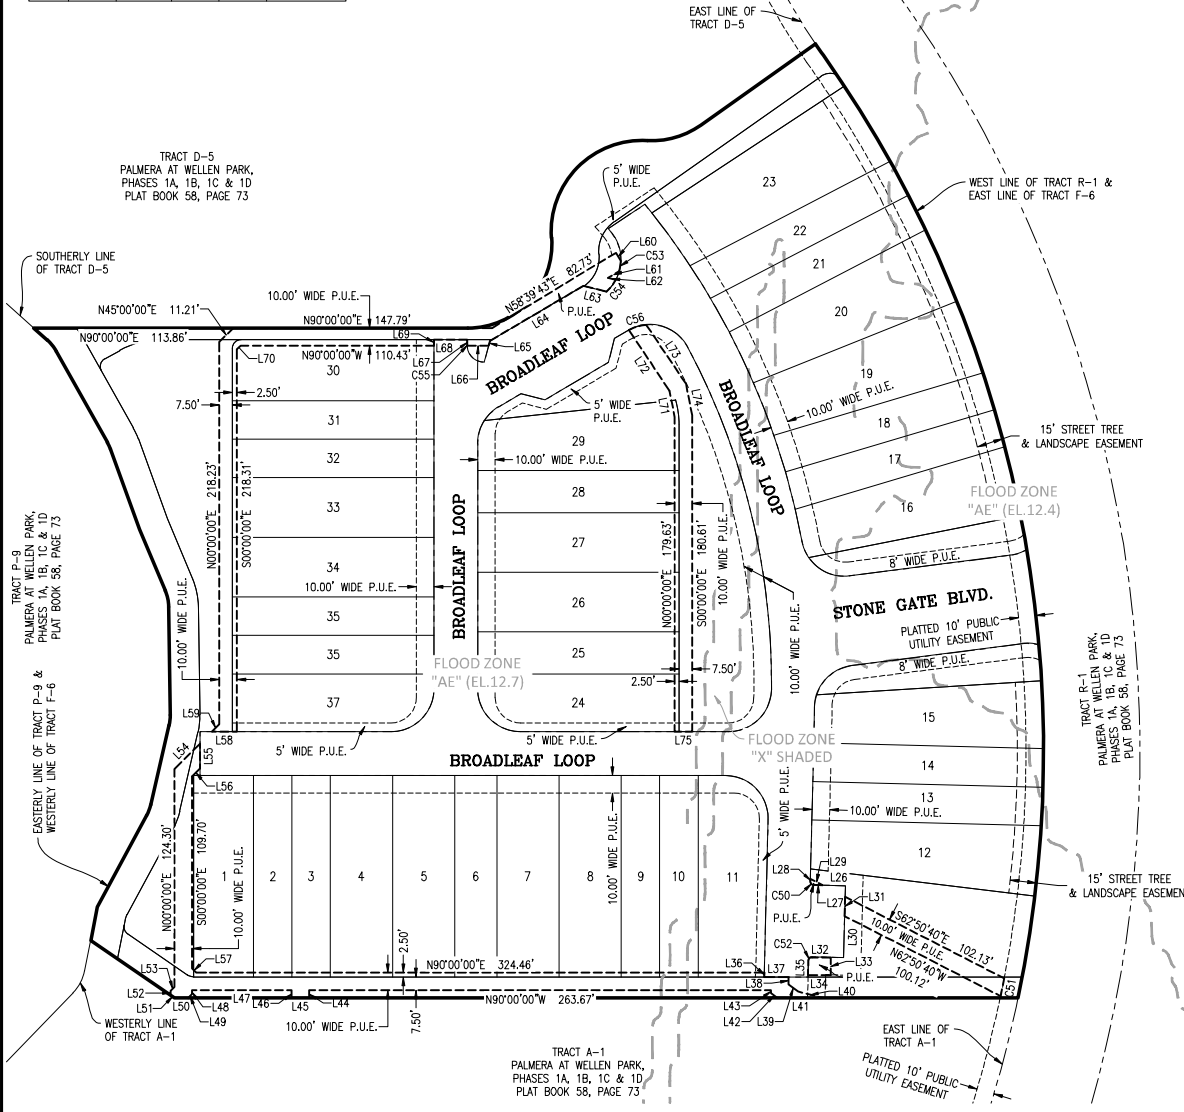 EAST LINE OF
TRACT D-5
TRACT D-5
PALMERA AT WELLEN PARK,
PHASES 1A, 1B, 1C & 1D
PLAT BOOK 58, PAGE 73
5' WIDE
P.U.E.
23
WEST LINE OF TRACT R-1 &
EAST LINE OF TRACT F-6
22
L60
C53
L61
L62
21
SOUTHERLY LINE
OF TRACT D-5
N58°39'43"E 82.73'
L63
C54
P.U.E.
L64
10.00' WIDE P.U.E.
N45°00'00"E 11.21'
N90°00'00"E 147.79'
N90°00'00"E 113.86'
L69
L68
L65
C56
20
BROADLEAF LOOP
L70
N90°00'00"W 110.43'
L67
C55
L66
L73
L72
30
19
2.50'
7.50'
L71
L74
BROADLEAF LOOP
10.00' WIDE P.U.E.
5' WIDE
P.U.E.
31
18
15' STREET TREE
& LANDSCAPE EASEMENT
29
10.00' WIDE P.U.E.
32
17
28
FLOOD ZONE
"AE" (EL.12.4)
33
16
N00°00'00"E 218.23'
S00°00'00"E 218.31'
BROADLEAF LOOP
27
N00°00'00"E 179.63'
S00°00'00"E 180.61'
10.00' WIDE P.U.E.
TRACT P-9
PALMERA AT WELLEN PARK,
PHASES 1A, 1B, 1C & 1D
PLAT BOOK 58, PAGE 73
34
10.00' WIDE P.U.E.
8' WIDE P.U.E.
26
STONE GATE BLVD.
35
10.00' WIDE P.U.E.
PLATTED 10' PUBLIC
UTILITY EASEMENT
10.00' WIDE P.U.E.
35
25
FLOOD ZONE
"AE" (EL.12.7)
7.50'
2.50'
8' WIDE P.U.E.
TRACT R-1
PALMERA AT WELLEN PARK,
PHASES 1A, 1B, 1C & 1D
PLAT BOOK 58, PAGE 73
37
24
L59
15
EASTERLY LINE OF TRACT P-9 &
WESTERLY LINE OF TRACT F-6
L58
5' WIDE P.U.E.
5' WIDE P.U.E.
L75
FLOOD ZONE
"X" SHADED
L54
L55
BROADLEAF LOOP
14
L56
13
5' WIDE P.U.E.
10.00' WIDE P.U.E.
N00°00'00"E 124.30'
S00°00'00"E 109.70'
10.00' WIDE P.U.E.
10.00' WIDE P.U.E.
12
1
2
3
4
5
6
7
8
9
10
11
L28
L29
L26
C50
L27
L31
15' STREET TREE
& LANDSCAPE EASEMENT
P.U.E.
S62°50'40"E 102.13'
10.00' WIDE P.U.E.
N62°50'40"W
100.12'
L30
2.50'
C52
L32
L57
N90°00'00"E 324.46'
L36
L37
L35
L33
P.U.E.
L53
L38
L34
C51
L52
L51
L50
L48
L47
L46
L45
L44
N90°00'00"W 263.67'
L43
L40
L49
10.00' WIDE P.U.E.
7.50'
L42
L39
L41
WESTERLY LINE
OF TRACT A-1
EAST LINE OF
TRACT A-1
TRACT A-1
PALMERA AT WELLEN PARK,
PHASES 1A, 1B, 1C & 1D
PLAT BOOK 58, PAGE 73
PLATTED 10' PUBLIC
UTILITY EASEMENT